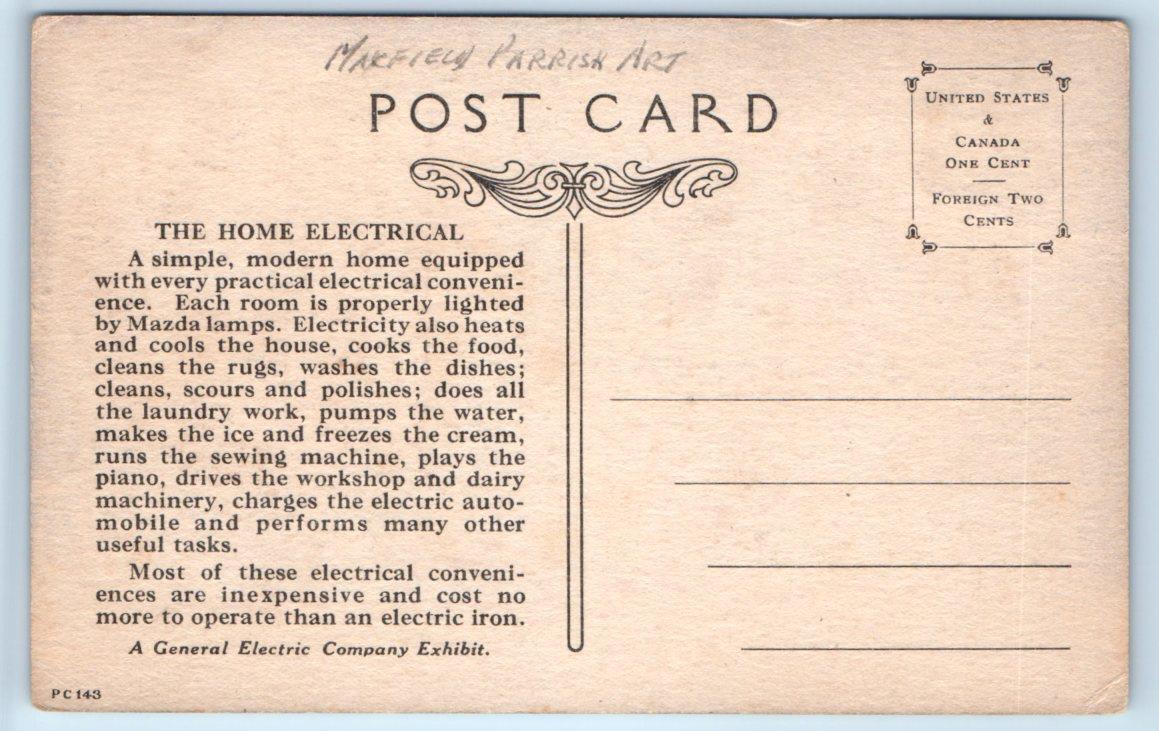 Maxfield Parrish Art
POST CARD
UNITED STATES
&
CANADA
ONE CENT
FOREIGN TWO
CENTS
THE HOME ELECTRICAL
A simple, modern home equipped
with every practical electrical conveni-
ence. Each room is properly lighted
by Mazda lamps. Electricity also heats
and cools the house, cooks the food,
cleans the rugs, washes the dishes;
cleans, scours and polishes; does all
the laundry work, pumps the water,
makes the ice and freezes the cream,
runs the sewing machine, plays the
piano, drives the workshop and dairy
machinery, charges the electric auto-
mobile and performs many other
useful tasks.
Most of these electrical conveni-
ences are inexpensive and cost no
more to operate than an electric iron.
A General Electric Company Exhibit.
PC143